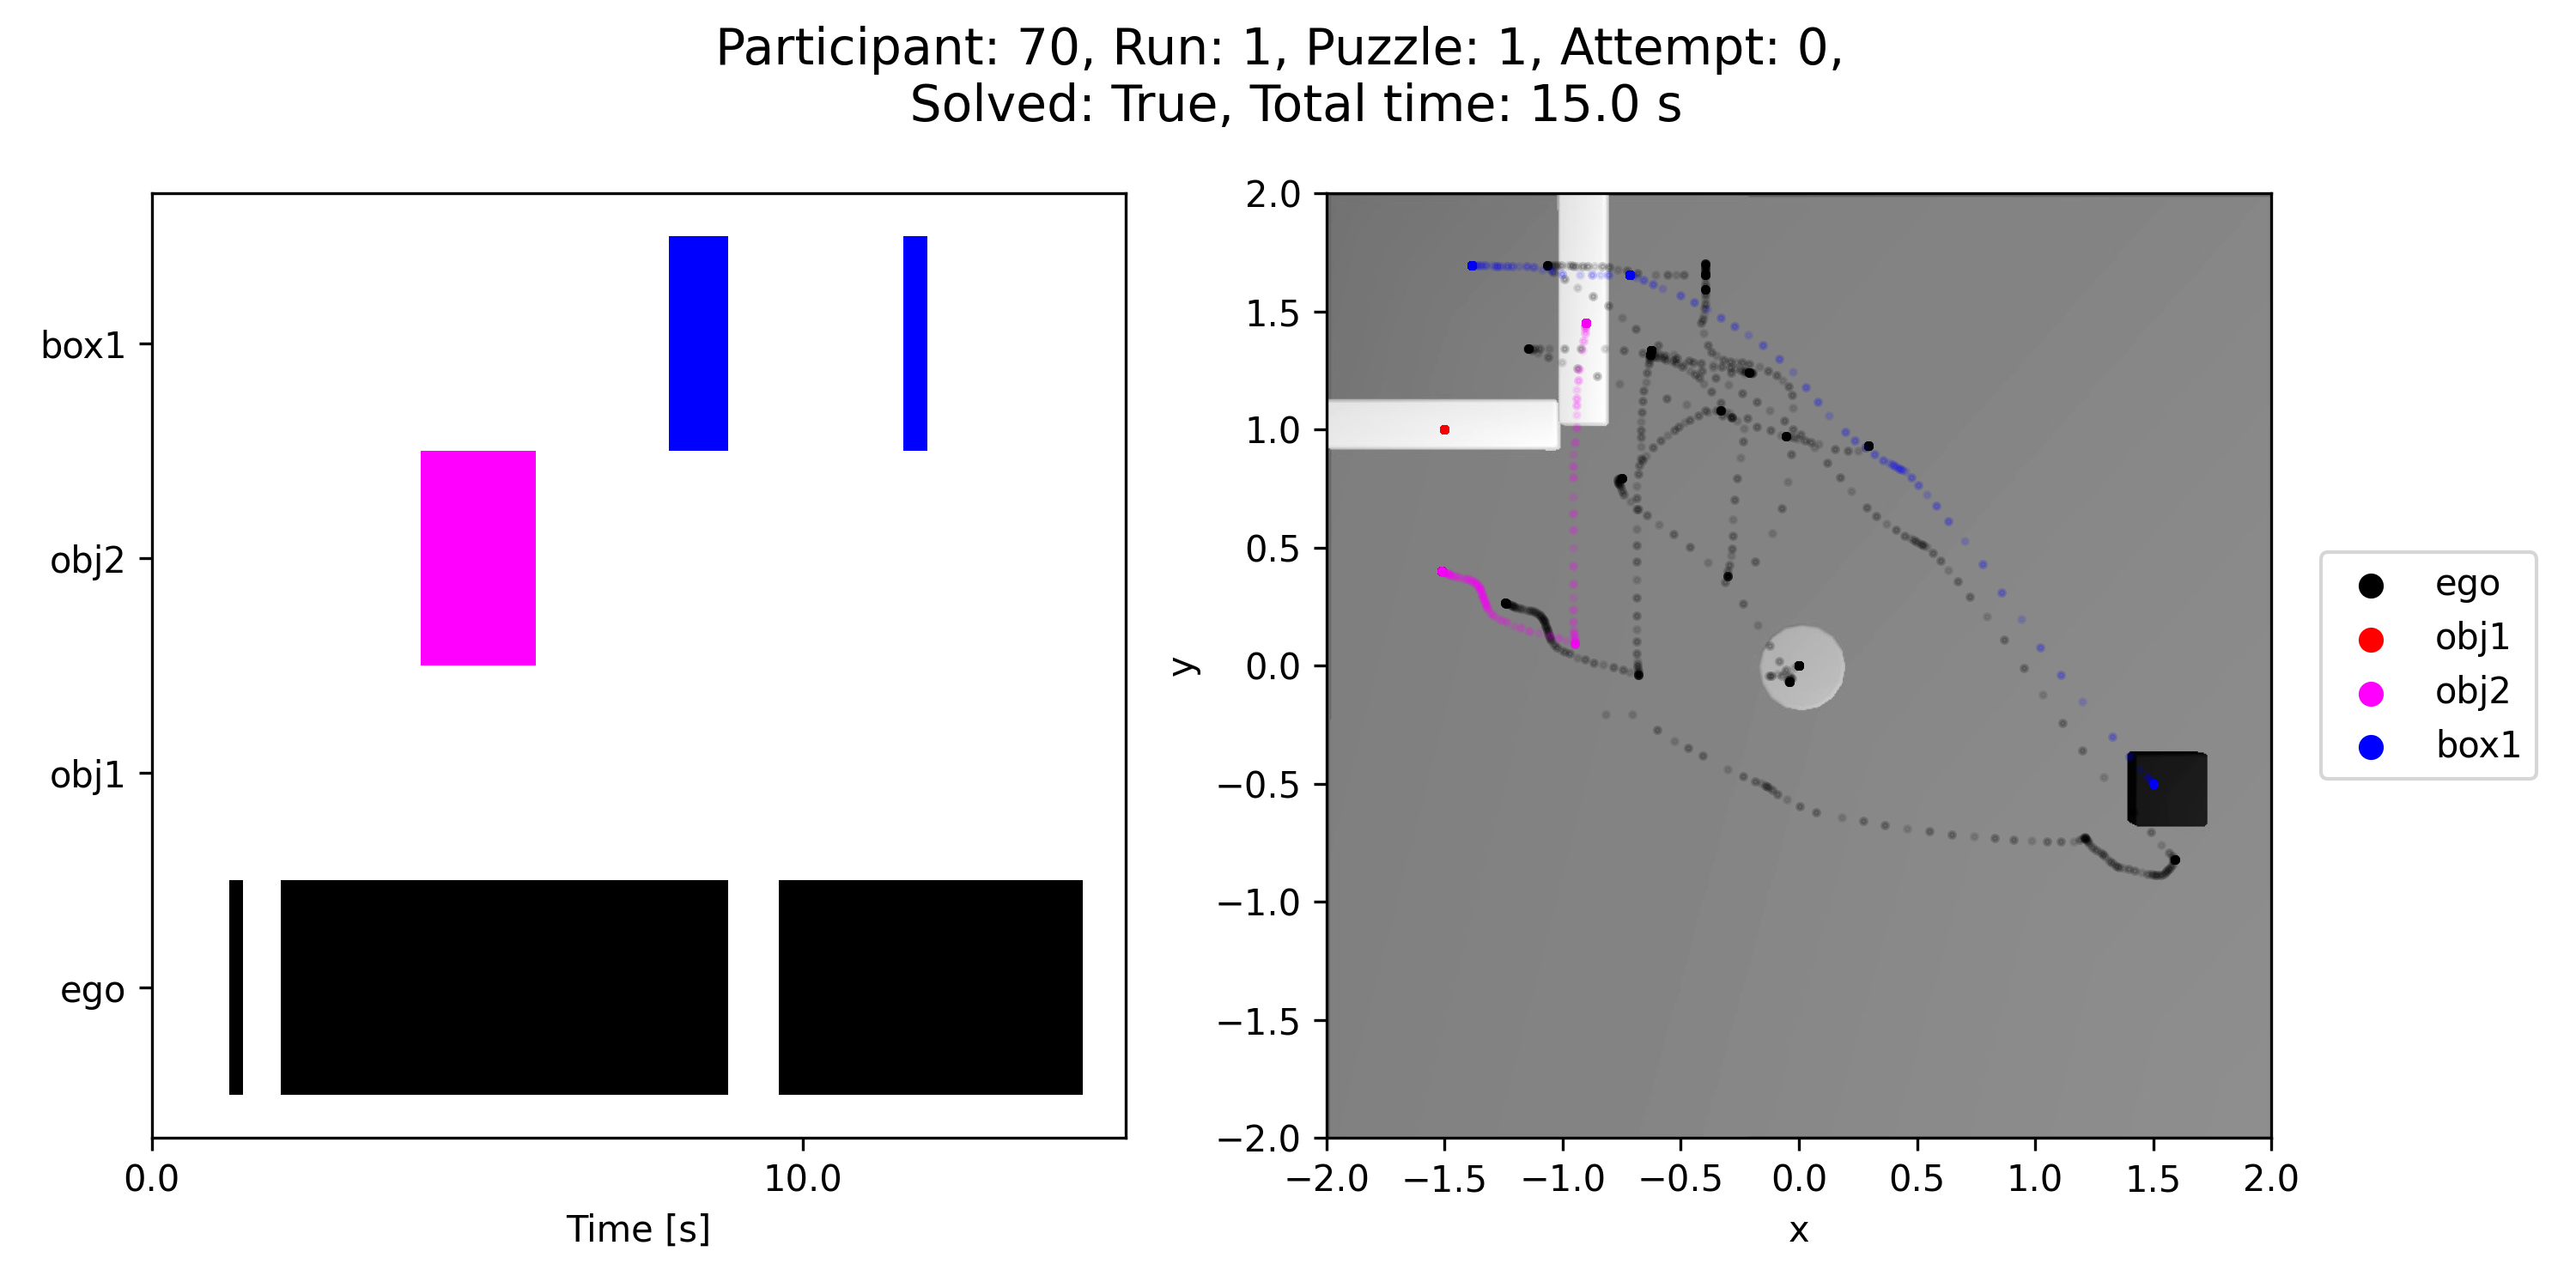 Participant: 70, Run: 1, Puzzle: 1, Attempt: 0,
Solved: True, Total time: 15.0 s
box1
obj2
obj1
ego
0.0
10.0
Time [s]
2.0
1.5
1.0
0.5
0.0
−0.5
−1.0
−1.5
−2.0
y
−2.0
−1.5
−1.0
−0.5
0.0
0.5
1.0
1.5
2.0
x
ego
obj1
obj2
box1